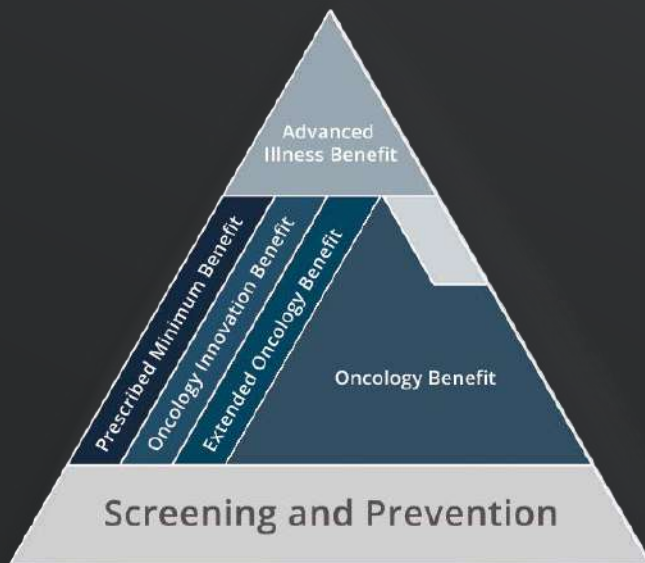 Advanced
Illness Benefit
Prescribed Minimum Benefit
Oncology Innovation Benefit
Extended Oncology Benefit
Oncology Benefit
Screening and Prevention